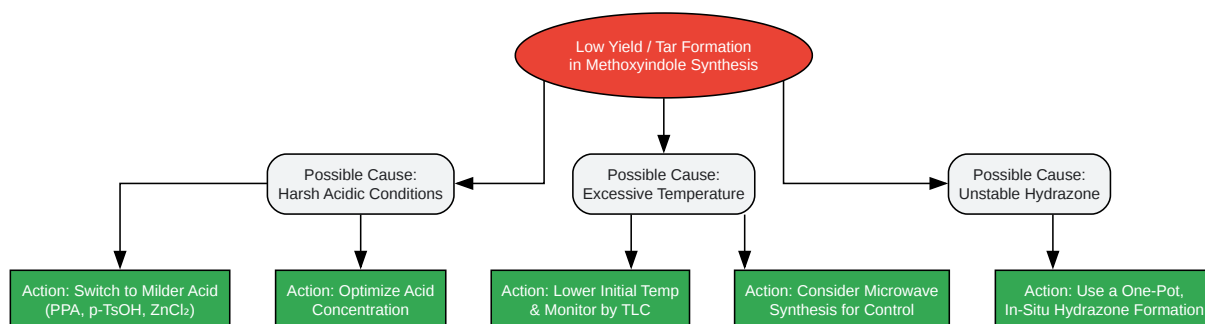 Low Yield / Tar Formation
in Methoxyindole Synthesis
Possible Cause:
Harsh Acidic Conditions
Possible Cause:
Excessive Temperature
Possible Cause:
Unstable Hydrazone
Action: Switch to Milder Acid
(PPA, p-TsOH, ZnCl₂)
Action: Optimize Acid
Concentration
Action: Lower Initial Temp
& Monitor by TLC
Action: Consider Microwave
Synthesis for Control
Action: Use a One-Pot,
In-Situ Hydrazone Formation